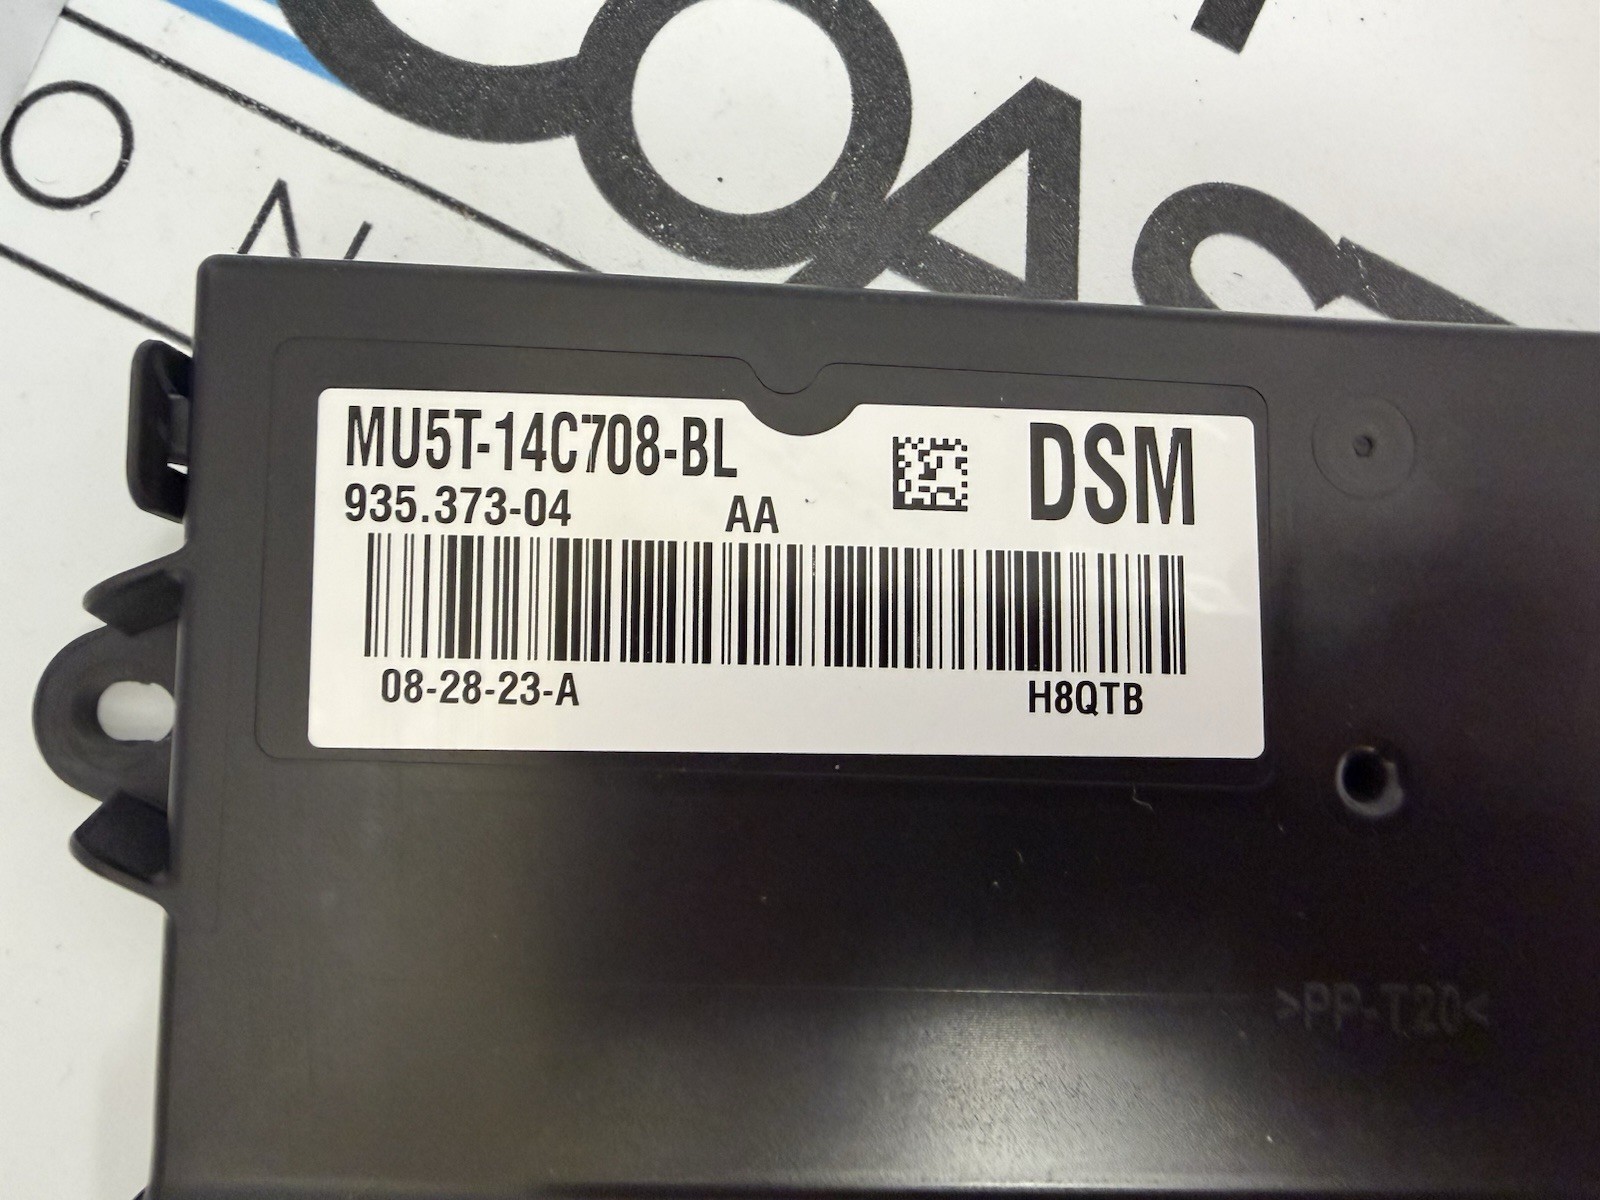 MU5T-14C708-BL
DSM
935.373-04
AA
08-28-23-A
H8QTB
>PP-T20<